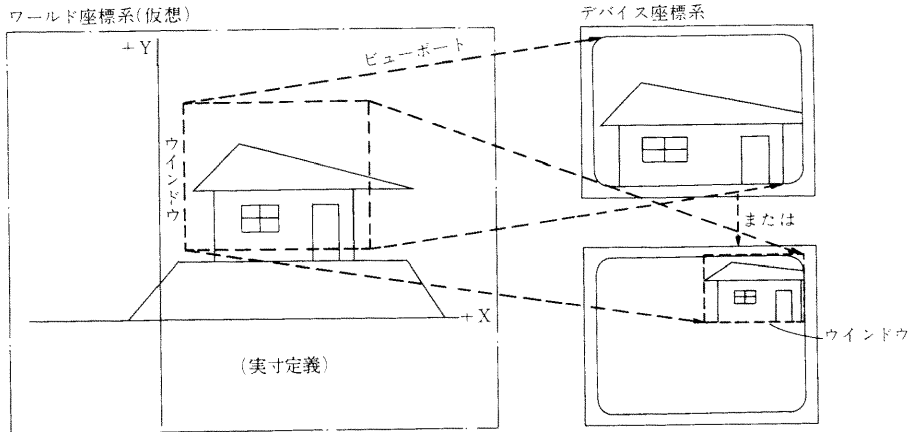 ワールド座標系(仮想)
デバイス座標系
+Y
ビューポート
ウインドウ
または
+X
ウインドウ
(実寸定義)